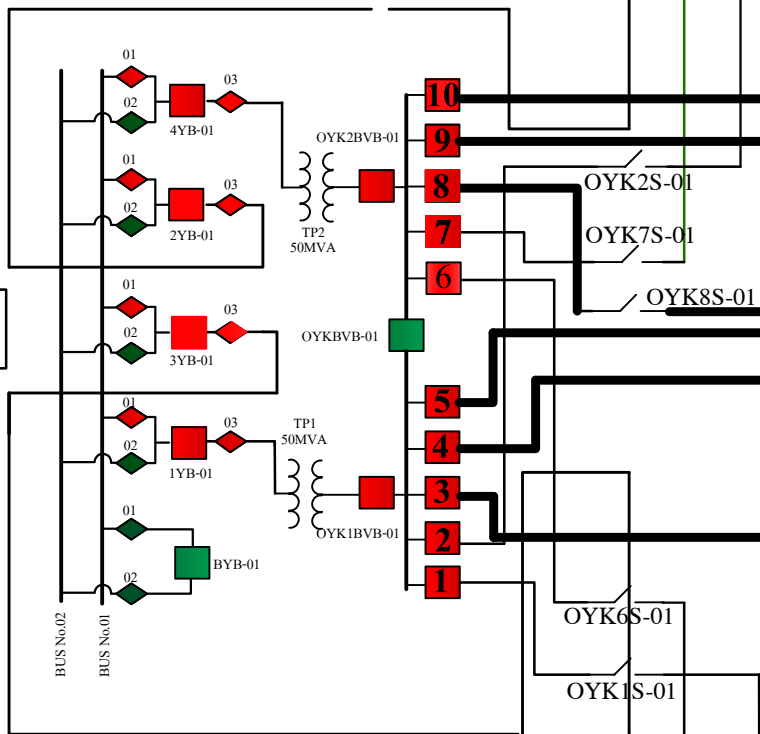 01
03
02
4YB-01
01
03
02
2YB-01
01
03
02
3YB-01
01
03
02
1YB-01
01
02
BYB-01
BUS No.02
BUS No.01
TP2
50MVA
TP1
50MVA
OYK2BVB-01
OYKBVB-01
OYK1BVB-01
10
9
8
7
6
5
4
3
2
1
OYK2S-01
OYK7S-01
OYK8S-01
OYK6S-01
OYK1S-01